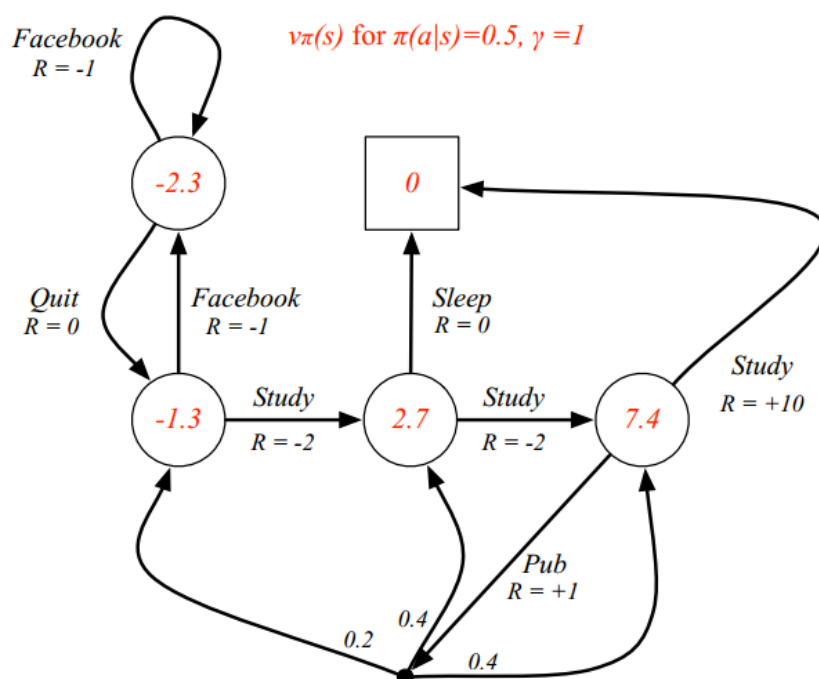 Facebook
R = -1
vπ(s) for π(a|s)=0.5, γ =1
-2.3
0
Quit
R = 0
Facebook
R = -1
Sleep
R = 0
Study
R = +10
-1.3
Study
R = -2
2.7
Study
R = -2
7.4
Pub
R = +1
0.2
0.4
0.4